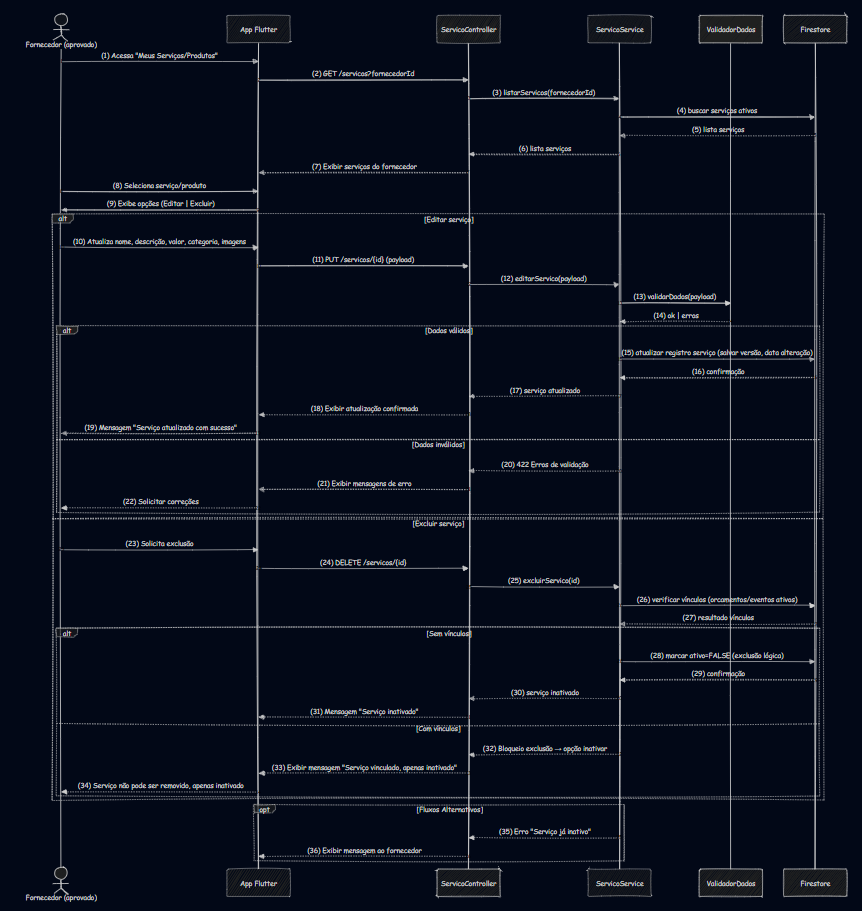 App Flutter
ServicoController
ServicoService
ValidadorDados
Firestore
Fornecedor (aprovado)
(1) Acessa "Meus Serviços/Produtos"
(2) GET /servicos?fornecedorId
(3) listarServicos(fornecedorId)
(4) buscar serviços ativos
(5) lista serviços
(6) lista serviços
(7) Exibir serviços do fornecedor
(8) Seleciona serviço/produto
(9) Exibe opções (Editar | Excluir)
alt
[Editar serviço]
(10) Atualiza nome, descrição, valor, categoria, imagens
(11) PUT /servicos/{id} (payload)
(12) editarServico(payload)
(13) validarDados(payload)
(14) ok | erros
alt
[Dados válidos]
(15) atualizar registro serviço (salvar versão, data alteração)
(16) confirmação
(17) serviço atualizado
(18) Exibir atualização confirmada
(19) Mensagem "Serviço atualizado com sucesso"
[Dados inválidos]
(20) 422 Erros de validação
(21) Exibir mensagens de erro
(22) Solicitar correções
[Excluir serviço]
(23) Solicita exclusão
(24) DELETE /servicos/{id}
(25) excluirServico(id)
(26) verificar vínculos (orcamentos/eventos ativos)
(27) resultado vínculos
alt
[Sem vínculos]
(28) marcar ativo=FALSE (exclusão lógica)
(29) confirmação
(30) serviço inativado
(31) Mensagem "Serviço inativado"
[Com vínculos]
(32) Bloqueio exclusão → opção inativar
(33) Exibir mensagem "Serviço vinculado, apenas inativado"
(34) Serviço não pode ser removido, apenas inativado
opt
[Fluxos Alternativos]
(35) Erro "Serviço já inativo"
(36) Exibir mensagem ao fornecedor
App Flutter
ServicoController
ServicoService
ValidadorDados
Firestore
Fornecedor (aprovado)